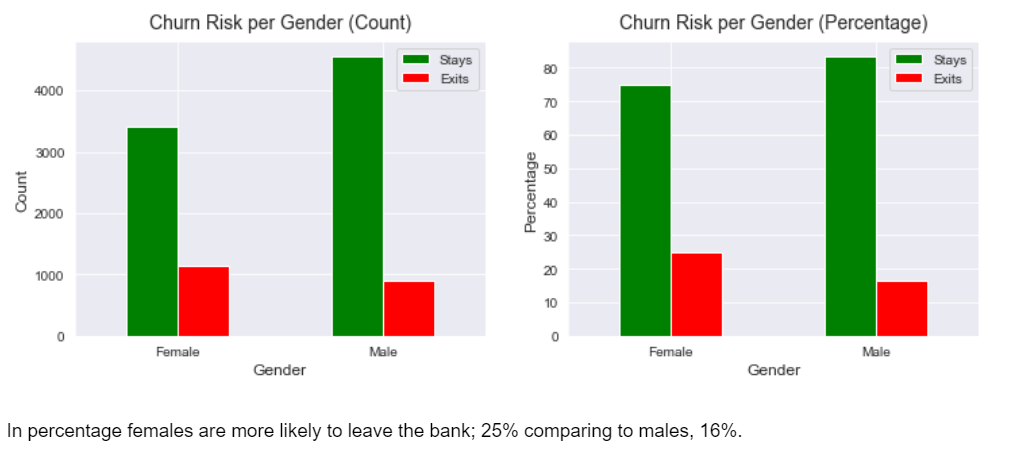 Churn Risk per Gender (Count)
Stays
Exits
4000
3000
2000
1000
0
Count
Female
Male
Gender
Churn Risk per Gender (Percentage)
Stays
Exits
80
70
60
50
40
30
20
10
0
Percentage
Female
Male
Gender
In percentage females are more likely to leave the bank; 25% comparing to males, 16%.